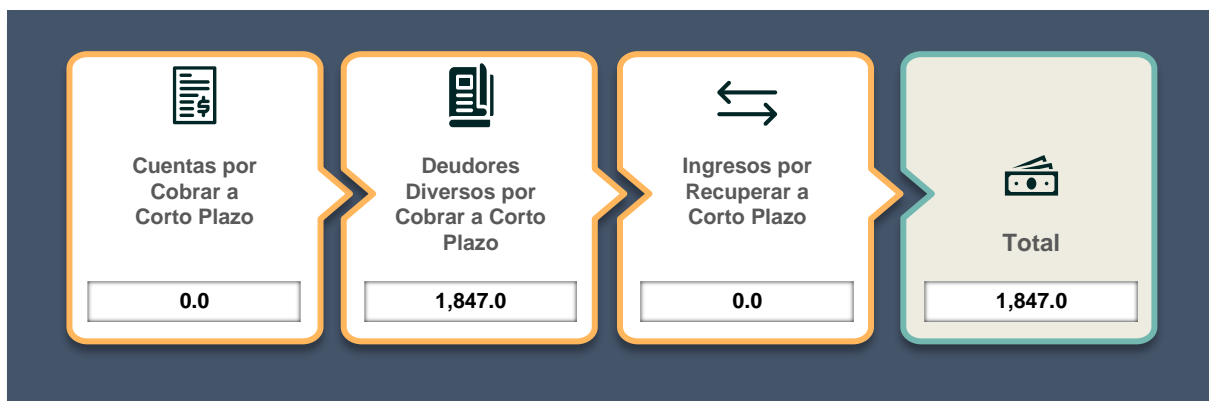 Cuentas por
Cobrar a
Corto Plazo
0.0
Deudores
Diversos por
Cobrar a Corto
Plazo
1,847.0
Ingresos por
Recuperar a
Corto Plazo
0.0
Total
1,847.0